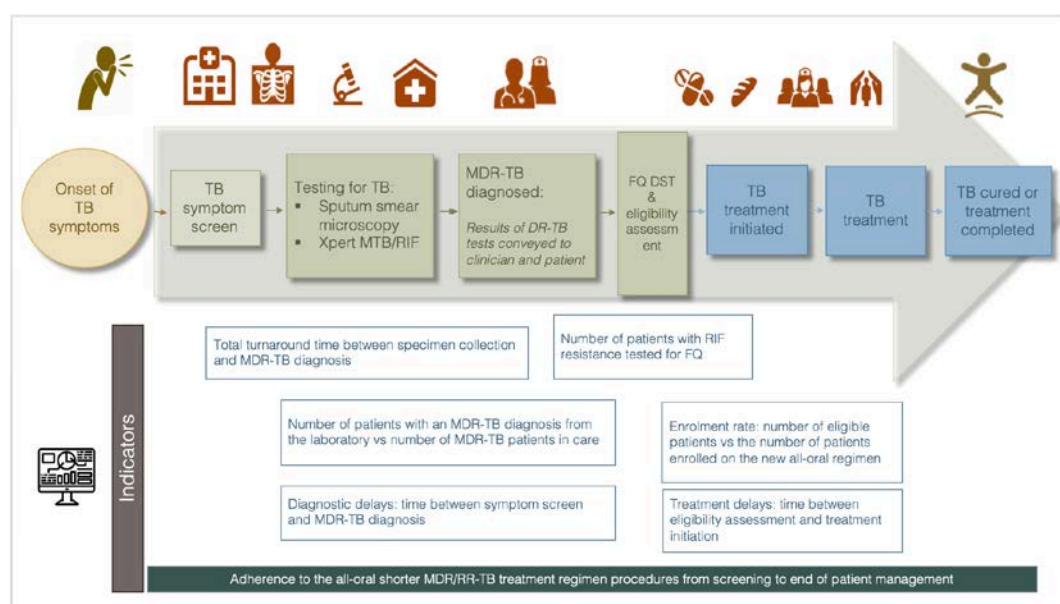 Onset of
TB
symptoms
TB
symptom
screen
Testing for TB:
▪ Sputum smear
microscopy
▪ Xpert MTB/RIF
MDR-TB
diagnosed:
Results of DR-TB
tests conveyed to
clinician and patient
FQ DST
&
eligibility
assessm
ent
TB
treatment
initiated
TB
treatment
TB cured or
treatment
completed
Indicators
Total turnaround time between specimen collection
and MDR-TB diagnosis
Number of patients with RIF
resistance tested for FQ
Number of patients with an MDR-TB diagnosis from
the laboratory vs number of MDR-TB patients in care
Enrolment rate: number of eligible
patients vs the number of patients
enrolled on the new all-oral regimen
Diagnostic delays: time between symptom screen
and MDR-TB diagnosis
Treatment delays: time between
eligibility assessment and treatment
initiation
Adherence to the all-oral shorter MDR/RR-TB treatment regimen procedures from screening to end of patient management